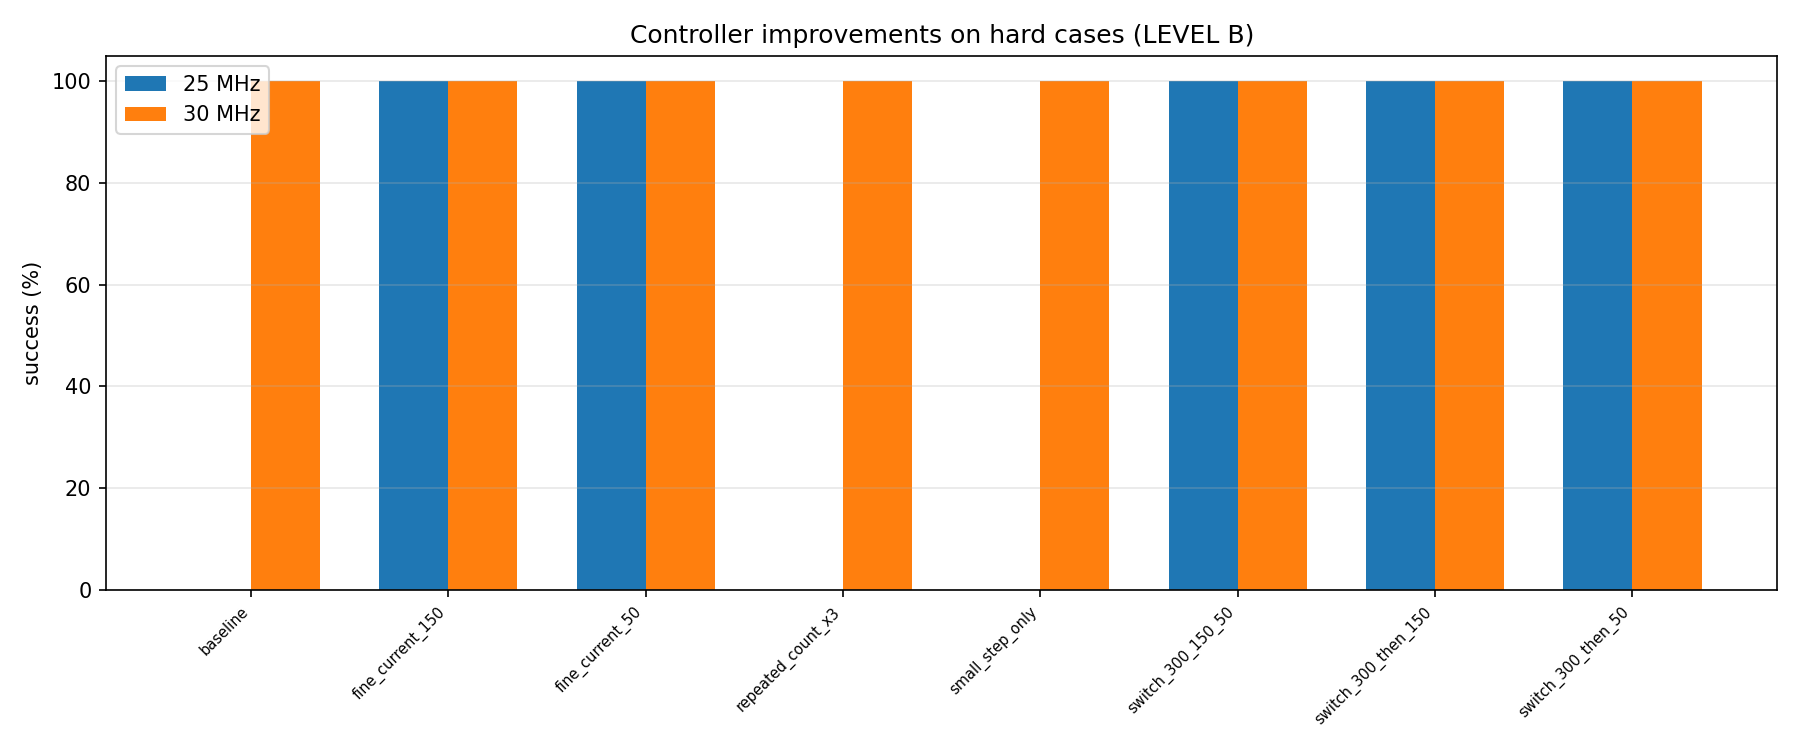 Controller improvements on hard cases (LEVEL B)
25 MHz
30 MHz
success (%)
100
80
60
40
20
0
baseline
fine_current_150
fine_current_50
repeated_count_x3
small_step_only
switch_300_150_50
switch_300_then_150
switch_300_then_50